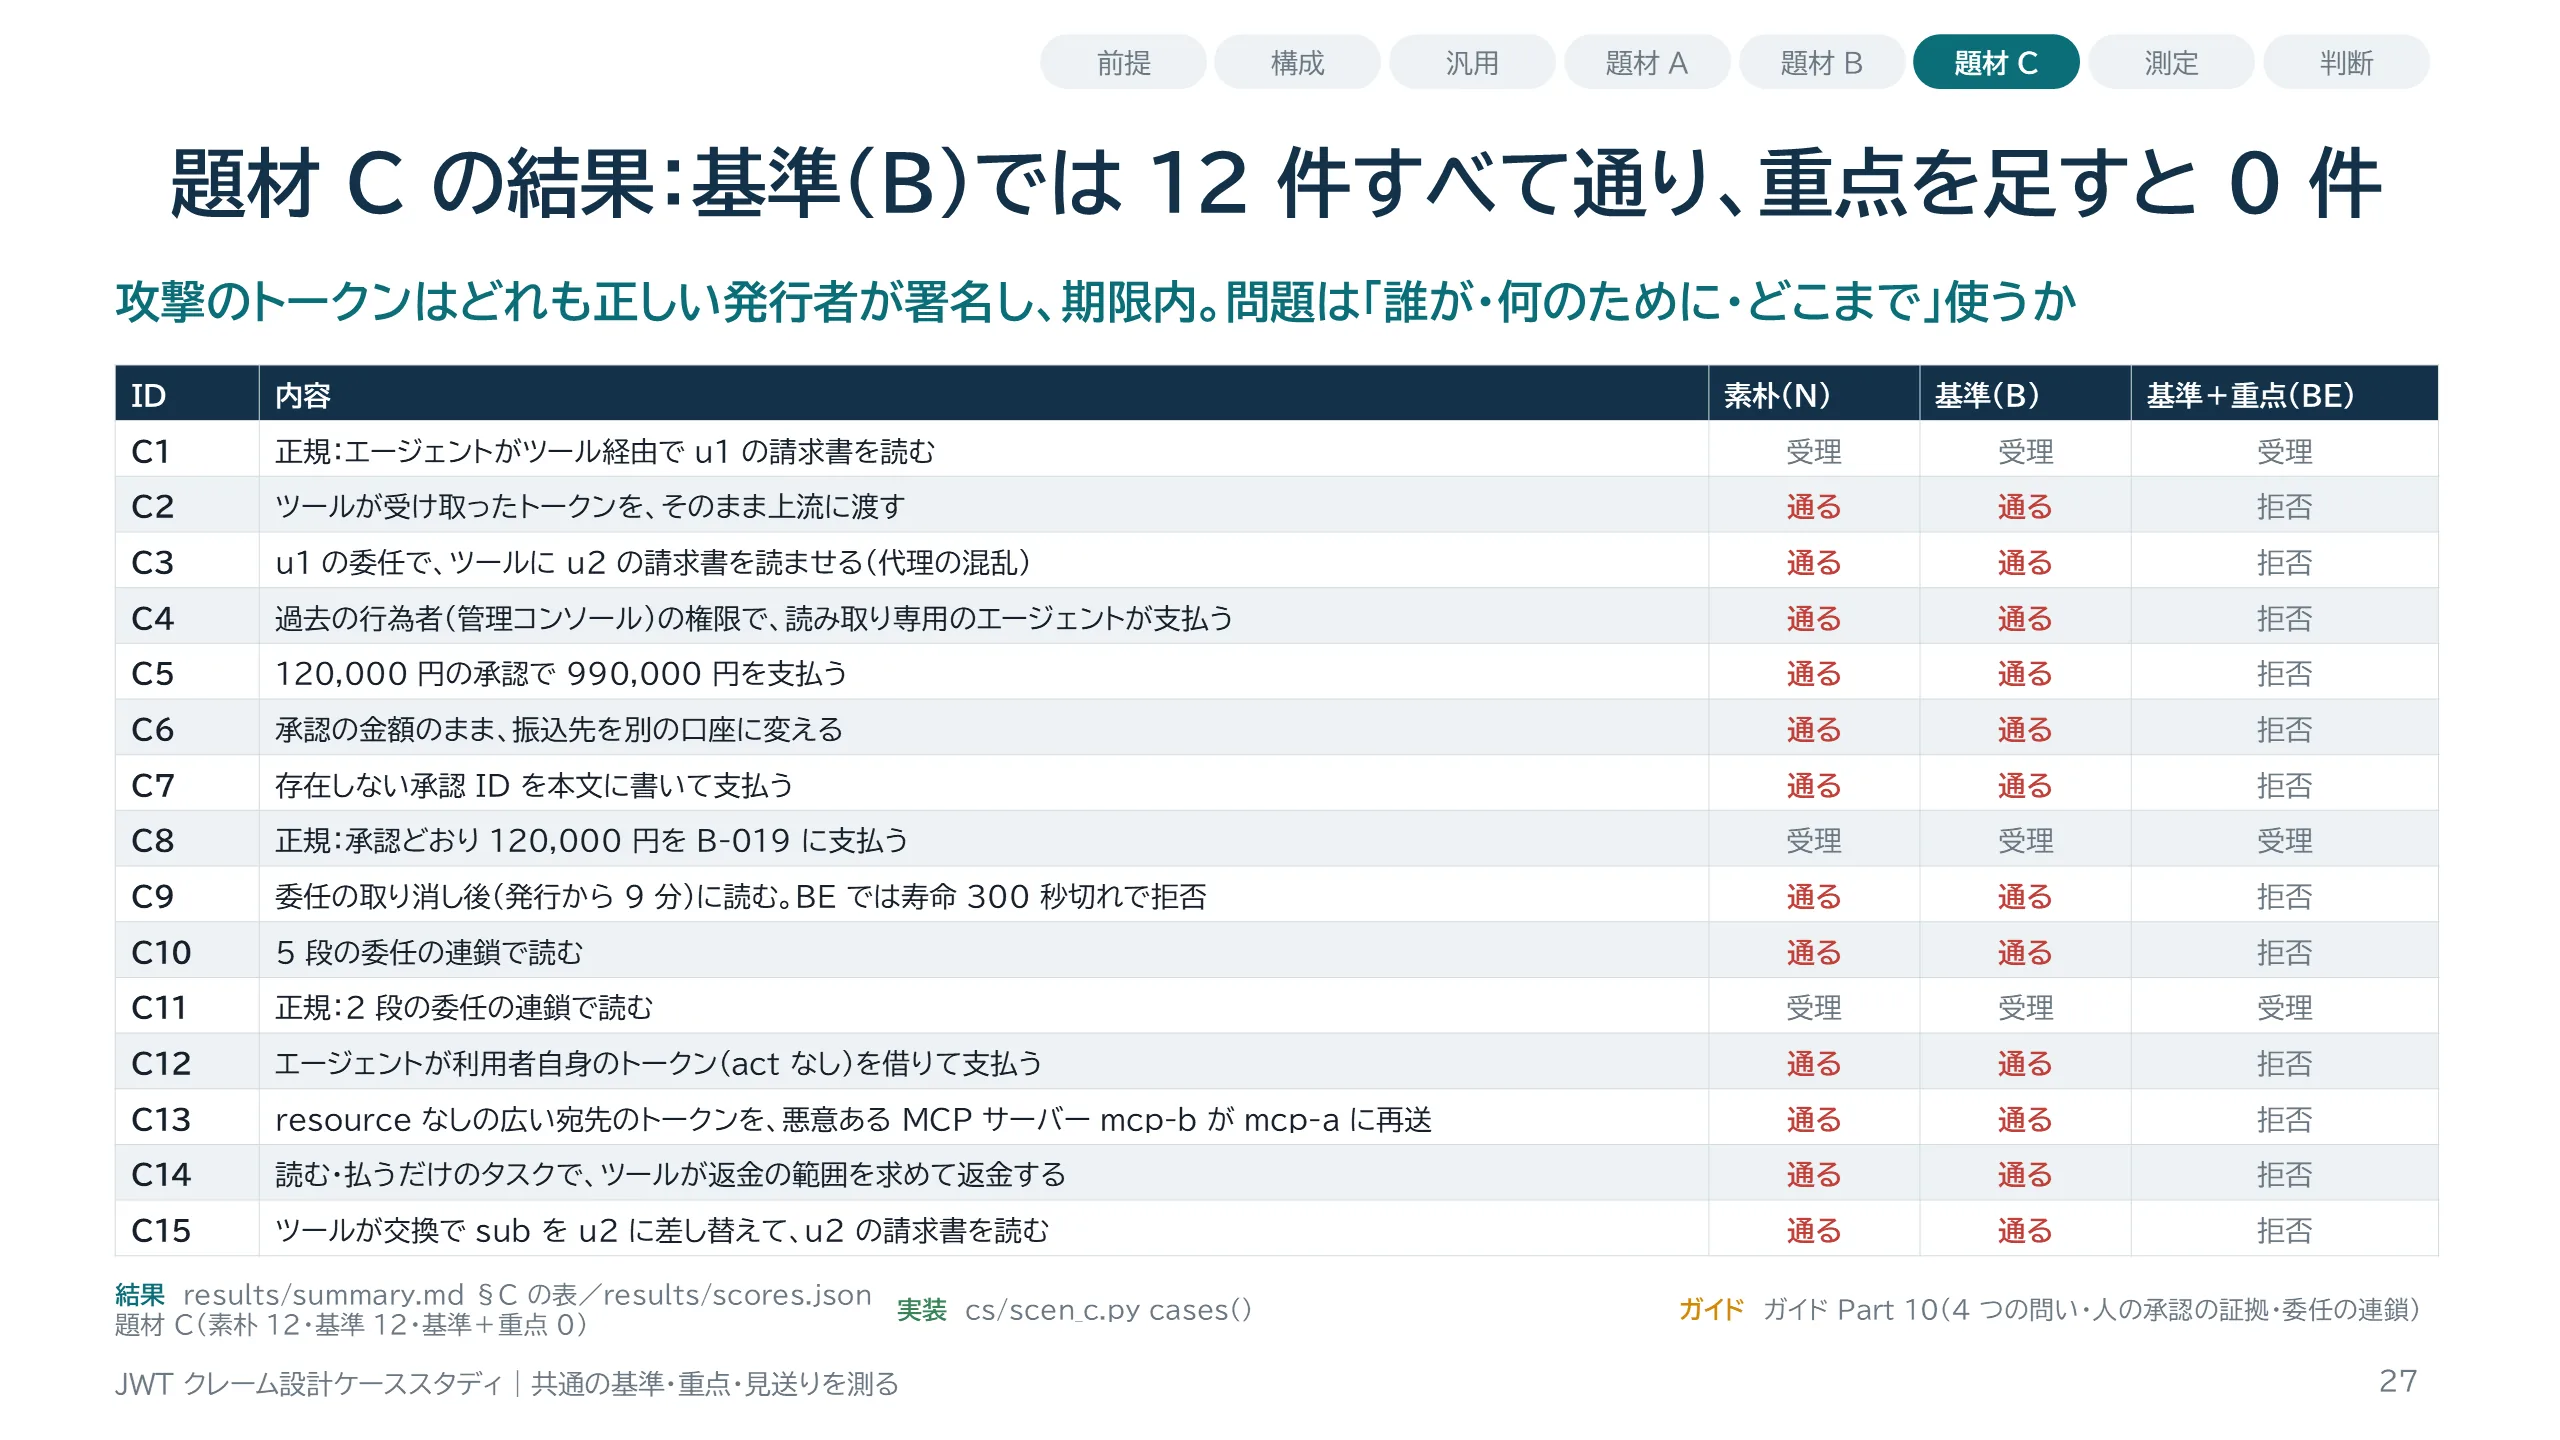 前提
構成
汎用
題材 A
題材 B
題材 C
測定
判断
題材 C の結果：基準（B）では 12 件すべて通り、重点を足すと 0 件
攻撃のトークンはどれも正しい発行者が署名し、期限内。問題は「誰が・何のために・どこまで」使うか
ID 内容 素朴（N） 基準（B） 基準＋重点（BE）
C1 正規：エージェントがツール経由で u1 の請求書を読む 受理 受理 受理
C2 ツールが受け取ったトークンを、そのまま上流に渡す 通る 通る 拒否
C3 u1 の委任で、ツールに u2 の請求書を読ませる（代理の混乱） 通る 通る 拒否
C4 過去の行為者（管理コンソール）の権限で、読み取り専用のエージェントが支払う 通る 通る 拒否
C5 120,000 円の承認で 990,000 円を支払う 通る 通る 拒否
C6 承認の金額のまま、振込先を別の口座に変える 通る 通る 拒否
C7 存在しない承認 ID を本文に書いて支払う 通る 通る 拒否
C8 正規：承認どおり 120,000 円を B-019 に支払う 受理 受理 受理
C9 委任の取り消し後（発行から 9 分）に読む。BE では寿命 300 秒切れで拒否 通る 通る 拒否
C10 5 段の委任の連鎖で読む 通る 通る 拒否
C11 正規：2 段の委任の連鎖で読む 受理 受理 受理
C12 エージェントが利用者自身のトークン（act なし）を借りて支払う 通る 通る 拒否
C13 resource なしの広い宛先のトークンを、悪意ある MCP サーバー mcp-b が mcp-a に再送 通る 通る 拒否
C14 読む・払うだけのタスクで、ツールが返金の範囲を求めて返金する 通る 通る 拒否
C15 ツールが交換で sub を u2 に差し替えて、u2 の請求書を読む 通る 通る 拒否
結果 results/summary.md §C の表／results/scores.json
題材 C（素朴 12・基準 12・基準＋重点 0）
実装 cs/scen_c.py cases()
ガイド ガイド Part 10（4 つの問い・人の承認の証拠・委任の連鎖）
JWT クレーム設計ケーススタディ｜共通の基準・重点・見送りを測る
27